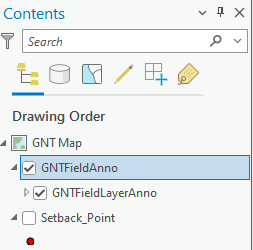 Contents
Search
Drawing Order
GNT Map
GNTFieldAnno
GNTFieldLayerAnno
Setback_Point